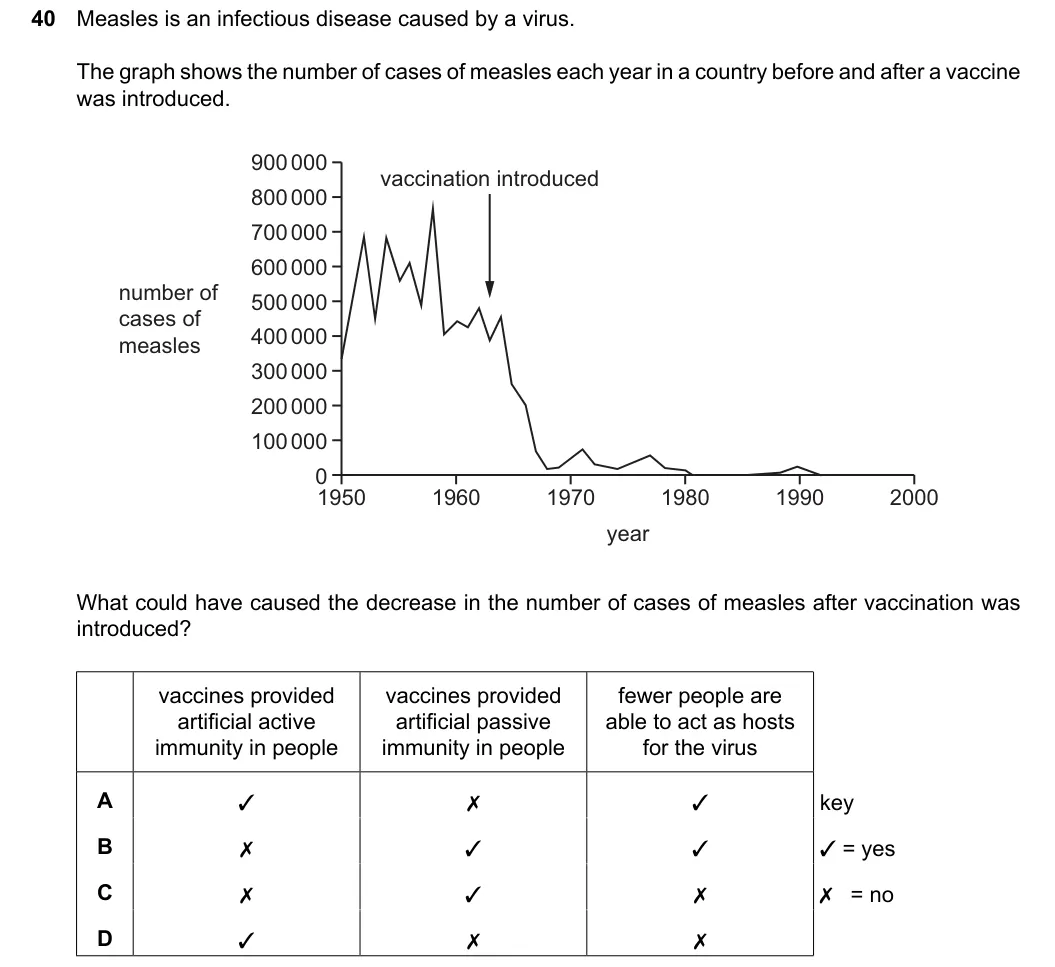 40 Measles is an infectious disease caused by a virus.
The graph shows the number of cases of measles each year in a country before and after a vaccine
was introduced.
900 000
vaccination introduced
800 000
700 000
600 000
500 000
400 000
300 000
200 000
100 000
0
number of
cases of
measles
1950 1960 1970 1980 1990 2000
year
What could have caused the decrease in the number of cases of measles after vaccination was
introduced?
vaccines provided
artificial active
immunity in people
vaccines provided
artificial passive
immunity in people
fewer people are
able to act as hosts
for the virus
A ✓ ✗ ✓
B ✗ ✓ ✓
C ✗ ✓ ✗
D ✓ ✗ ✗
key
✓ = yes
✗ = no